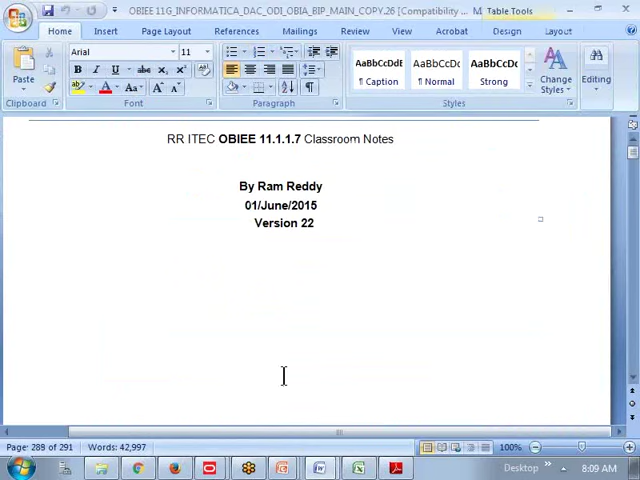 OBIEE 11G_INFORMATICA_DAC_ODI_OBIA_BIP_MAIN_COPY.26 [Compatibility ... M
Table Tools
Home Insert Page Layout References Mailings Review View Acrobat Design Layout
Arial 11
AaBbCcDdE AaBbCcDc AaBbCcDc
Paste
B I U abc x₂ x²
Caption Normal Strong
Change Styles
Editing
Clipboard Font Paragraph Styles
RR ITEC OBIEE 11.1.1.7 Classroom Notes
By Ram Reddy
01/June/2015
Version 22
Page: 288 of 291 Words: 42,997 100%
Desktop 8:09 AM